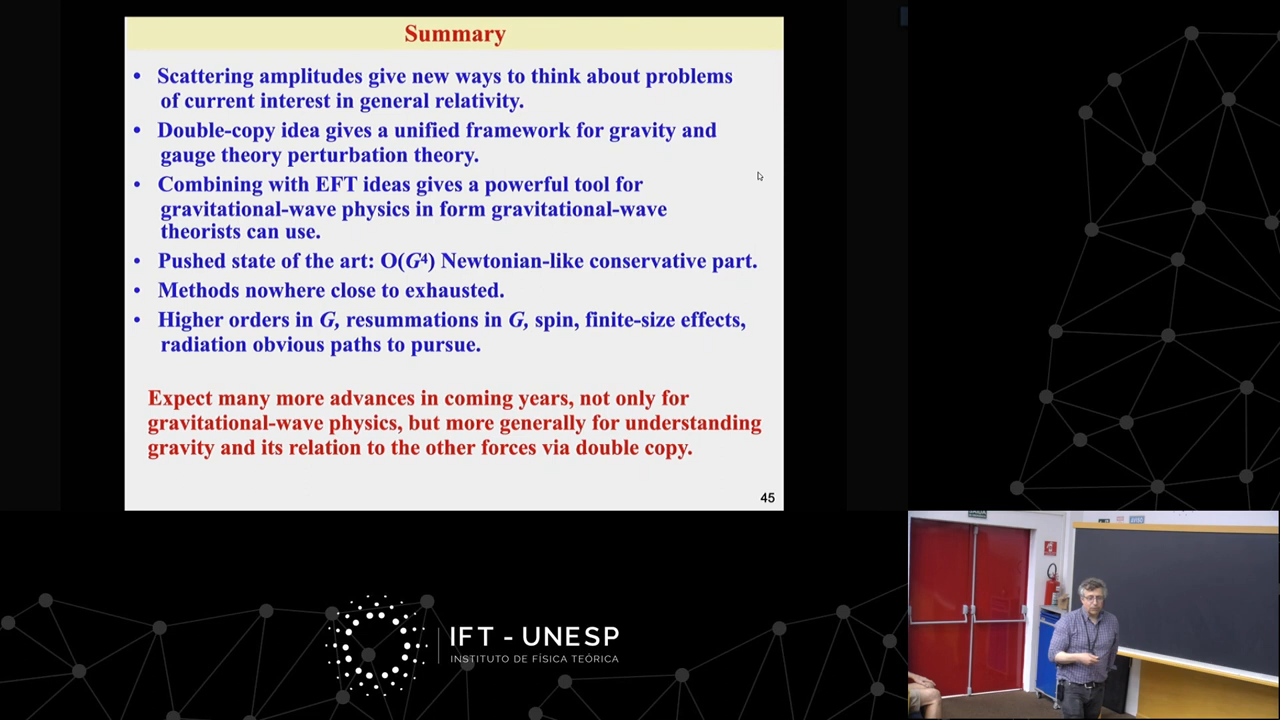 Summary
• Scattering amplitudes give new ways to think about problems
of current interest in general relativity.
• Double-copy idea gives a unified framework for gravity and
gauge theory perturbation theory.
• Combining with EFT ideas gives a powerful tool for
gravitational-wave physics in form gravitational-wave
theorists can use.
• Pushed state of the art: O(G⁴) Newtonian-like conservative part.
• Methods nowhere close to exhausted.
• Higher orders in G, resummations in G, spin, finite-size effects,
radiation obvious paths to pursue.
Expect many more advances in coming years, not only for
gravitational-wave physics, but more generally for understanding
gravity and its relation to the other forces via double copy.
45
IFT - UNESP
INSTITUTO DE FÍSICA TEÓRICA